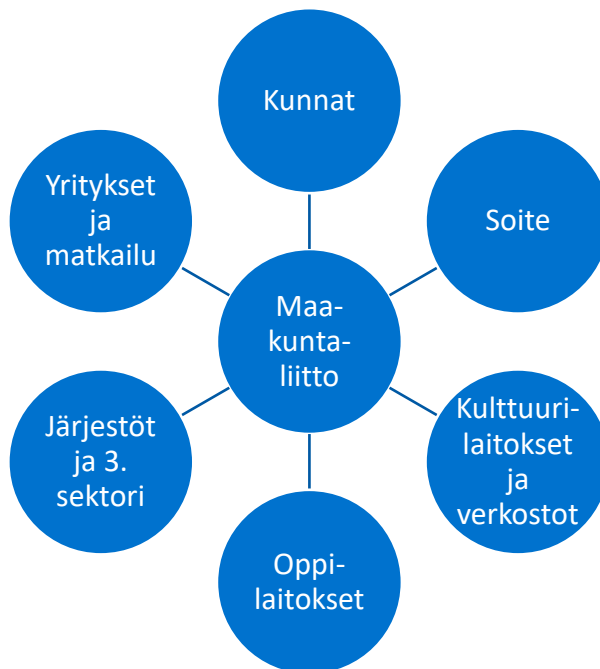 Kunnat
Yritykset
ja
matkailu
Soite
Maa-
kunta-
liitto
Järjestöt
ja 3.
sektori
Kulttuuri-
laitokset
ja
verkostot
Oppi-
laitokset